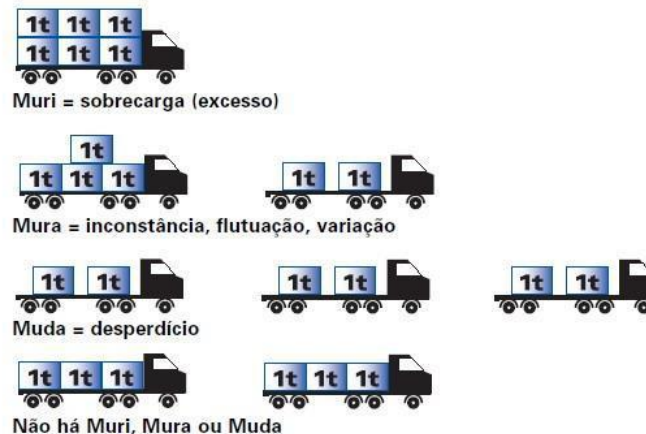 1t 1t 1t
1t 1t 1t
Muri = sobrecarga (excesso)
1t
1t 1t 1t 1t 1t
Mura = inconstância, flutuação, variação
1t 1t 1t 1t 1t 1t
Muda = desperdício
1t 1t 1t 1t 1t 1t
Não há Muri, Mura ou Muda